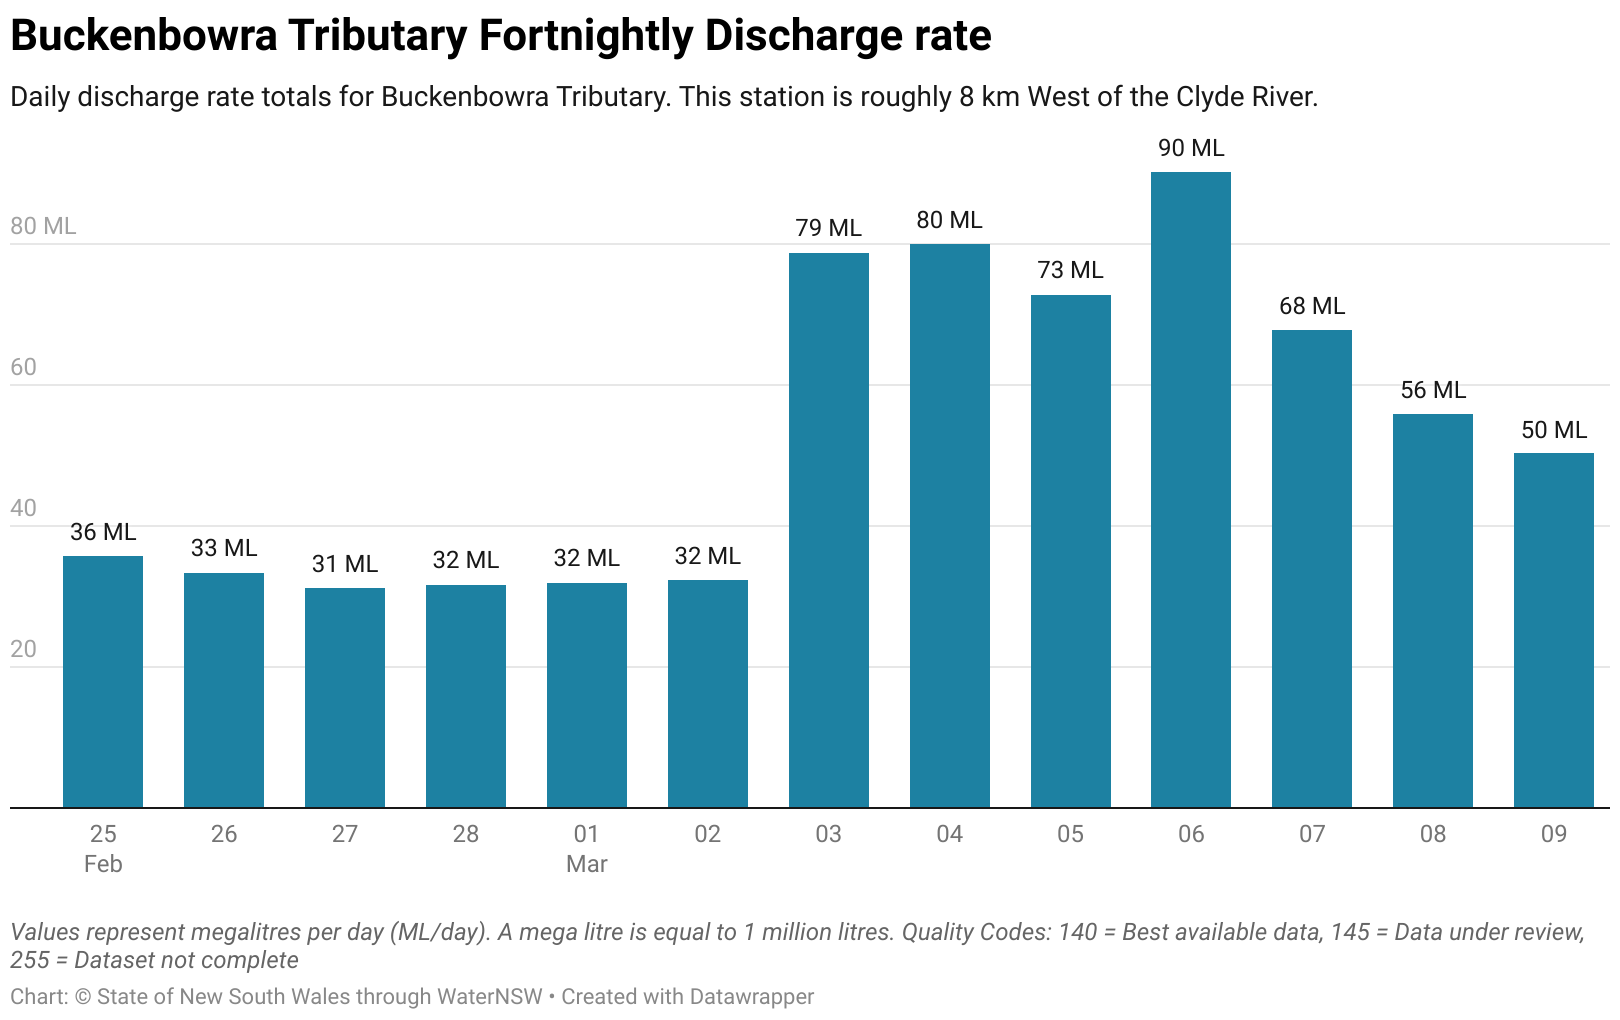 Buckenbowra Tributary Fortnightly Discharge rate
Daily discharge rate totals for Buckenbowra Tributary. This station is roughly 8 km West of the Clyde River.
90 ML
80 ML
79 ML
80 ML
73 ML
68 ML
60
56 ML
50 ML
40
36 ML
33 ML
31 ML
32 ML
32 ML
32 ML
20
25 26 27 28 01 02 03 04 05 06 07 08 09
Feb Mar
Values represent megalitres per day (ML/day). A mega litre is equal to 1 million litres. Quality Codes: 140 = Best available data, 145 = Data under review,
255 = Dataset not complete
Chart: © State of New South Wales through WaterNSW • Created with Datawrapper